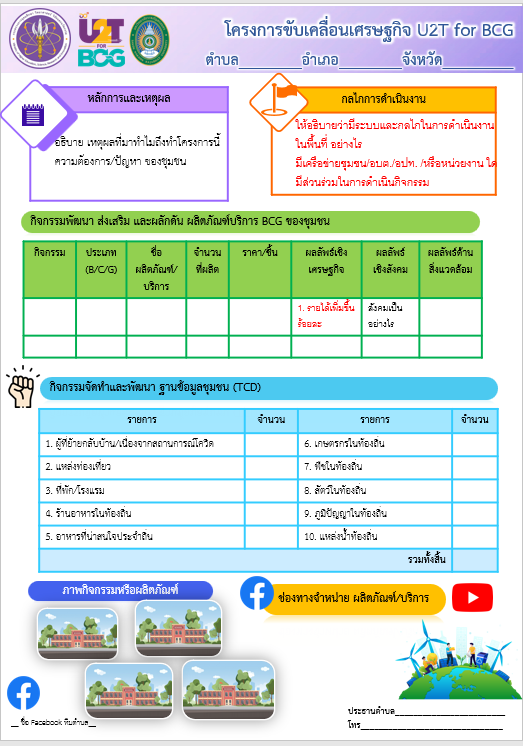 U2T
FOR
BCG
โครงการขับเคลื่อนเศรษฐกิจ U2T for BCG
ตำบล________อำเภอ________จังหวัด_________
หลักการและเหตุผล
อธิบาย เหตุผลที่มาทำไมถึงทำโครงการนี้
ความต้องการ/ปัญหา ของชุมชน
กลไกการดำเนินงาน
ให้อธิบายว่ามีระบบและกลไกในการดำเนินงาน
ในพื้นที่ อย่างไร
มีเครือข่ายชุมชน/อบต./อปท. /หรือหน่วยงาน ใด
มีส่วนร่วมในการดำเนินกิจกรรม
กิจกรรมพัฒนา ส่งเสริม และผลักดัน ผลิตภัณฑ์บริการ BCG ของชุมชน
กิจกรรม
ประเภท
(B/C/G)
ชื่อ
ผลิตภัณฑ์/
บริการ
จำนวน
ที่ผลิต
ราคา/ชิ้น
ผลลัพธ์เชิง
เศรษฐกิจ
ผลลัพธ์
เชิงสังคม
ผลลัพธ์ด้าน
สิ่งแวดล้อม
1. รายได้เพิ่มขึ้น
ร้อยละ
สังคมเป็น
อย่างไร
กิจกรรมจัดทำและพัฒนา ฐานข้อมูลชุมชน (TCD)
รายการ จำนวน รายการ จำนวน
1. ผู้ที่ย้ายกลับบ้าน/เนื่องจากสถานการณ์โควิด 6. เกษตรกรในท้องถิ่น
2. แหล่งท่องเที่ยว 7. พืชในท้องถิ่น
3. ที่พัก/โรงแรม 8. สัตว์ในท้องถิ่น
4. ร้านอาหารในท้องถิ่น 9. ภูมิปัญญาในท้องถิ่น
5. อาหารที่น่าสนใจประจำถิ่น 10. แหล่งน้ำท้องถิ่น
รวมทั้งสิ้น
ภาพกิจกรรมหรือผลิตภัณฑ์
ช่องทางจำหน่าย ผลิตภัณฑ์/บริการ
__ ชื่อ Facebook ทีมตำบล__
ประธานตำบล________________________
โทร_______________________________